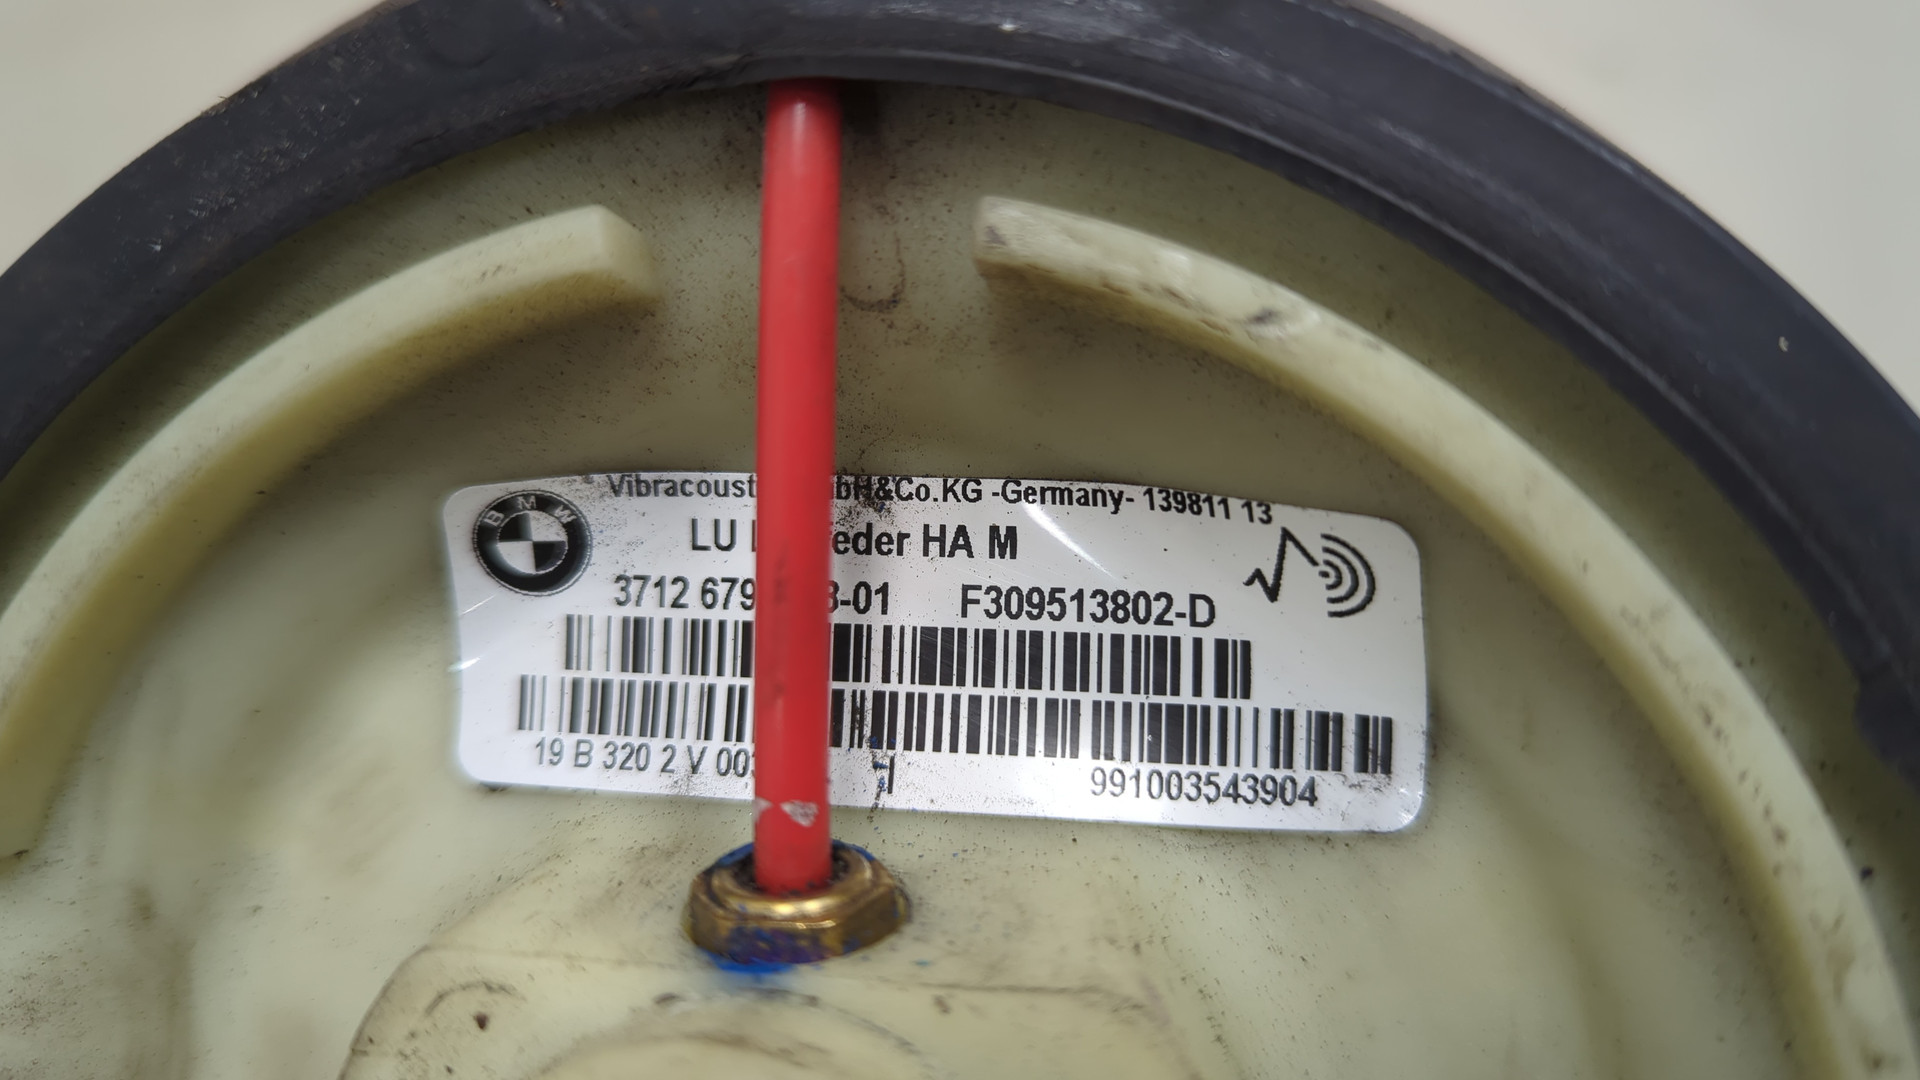 BMW
Vibracoust bH&Co.KG -Germany- 139811 13
LU eder HA M
3712 679 8-01 F309513802-D
19 B 320 2 V 00
991003543904